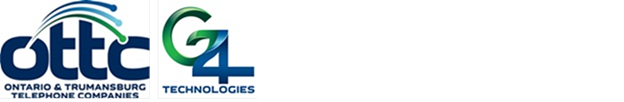 ottc
ONTARIO & TRUMANSBURG
TELEPHONE COMPANIES
G4
TECHNOLOGIES